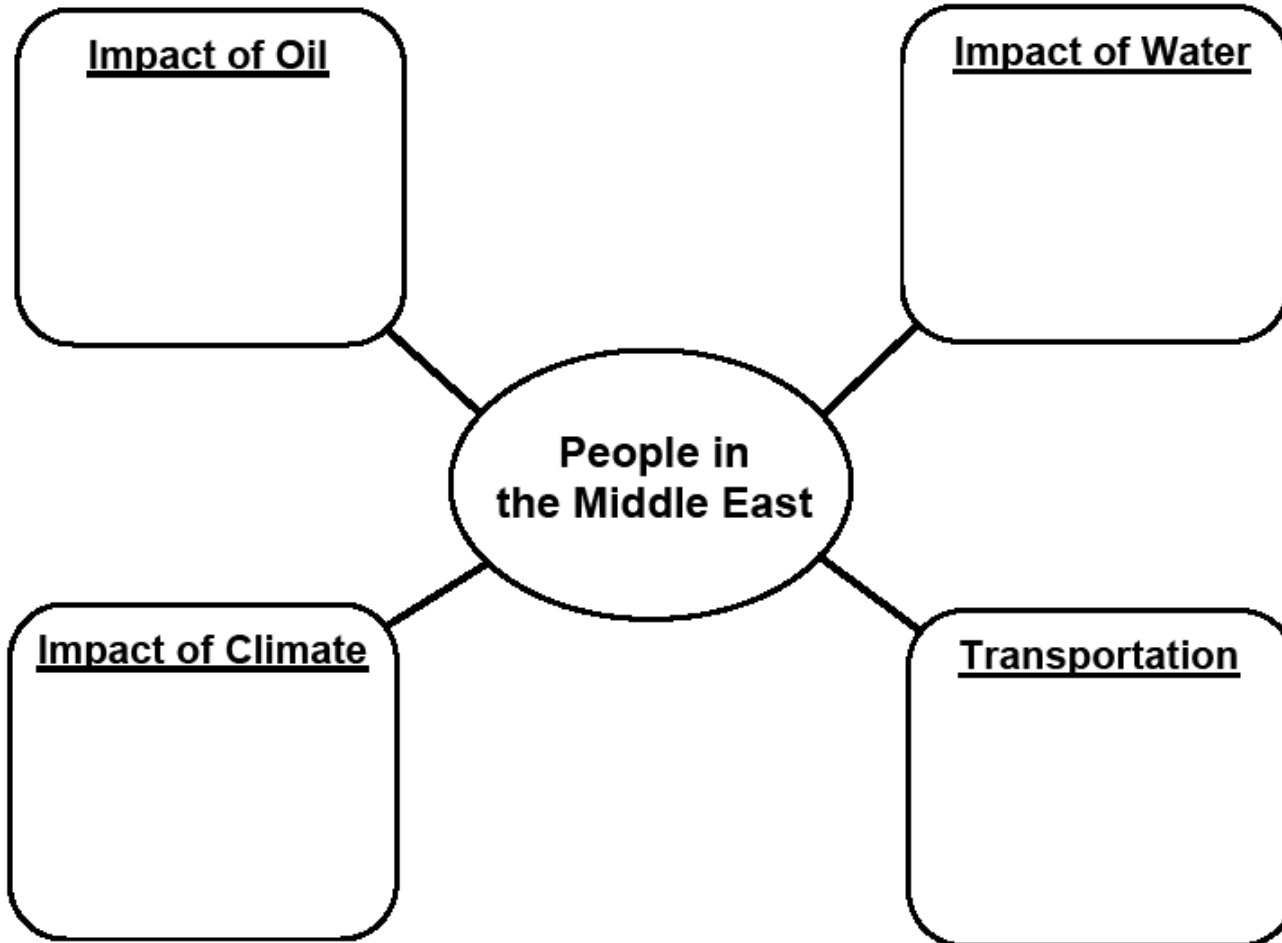 Impact of Oil
Impact of Water
People in
the Middle East
Impact of Climate
Transportation